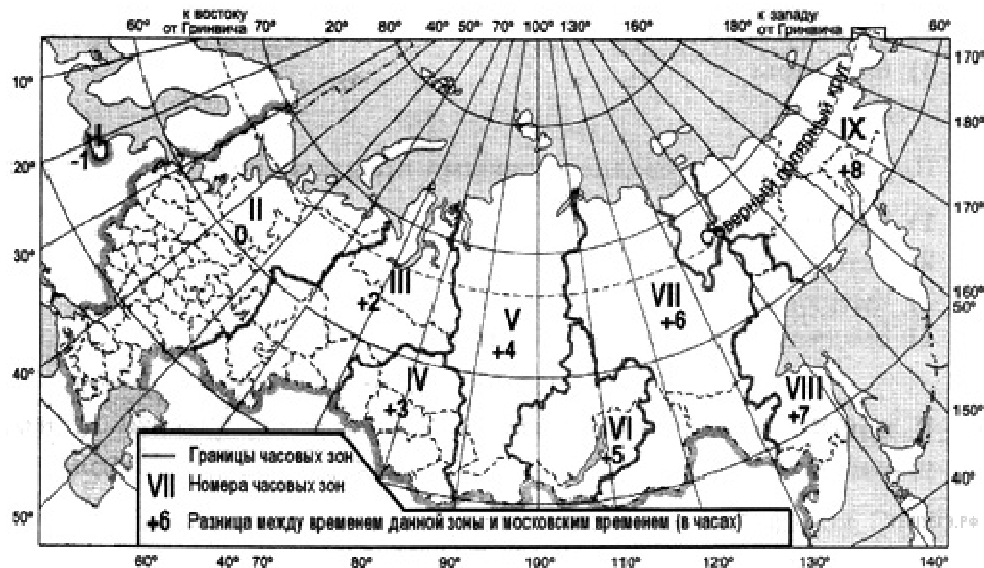 к востоку
от Гринвича
к западу
от Гринвича
60° 70° 20° 80° 40° 50° 70° 100° 130° 160° 180° 60°
10°
20°
30°
40°
50°
170°
180°
170°
160°
50°
150°
40°
Северный полярный круг
I
-1
II
0
III
+2
IV
+3
V
+4
VI
+5
VII
+6
VIII
+7
IX
+8
Границы часовых зон
VII Номера часовых зон
+6 Разница между временем данной зоны и московским временем (в часах)
60° 40° 70° 80° 90° 100° 110° 120° 130° 140°